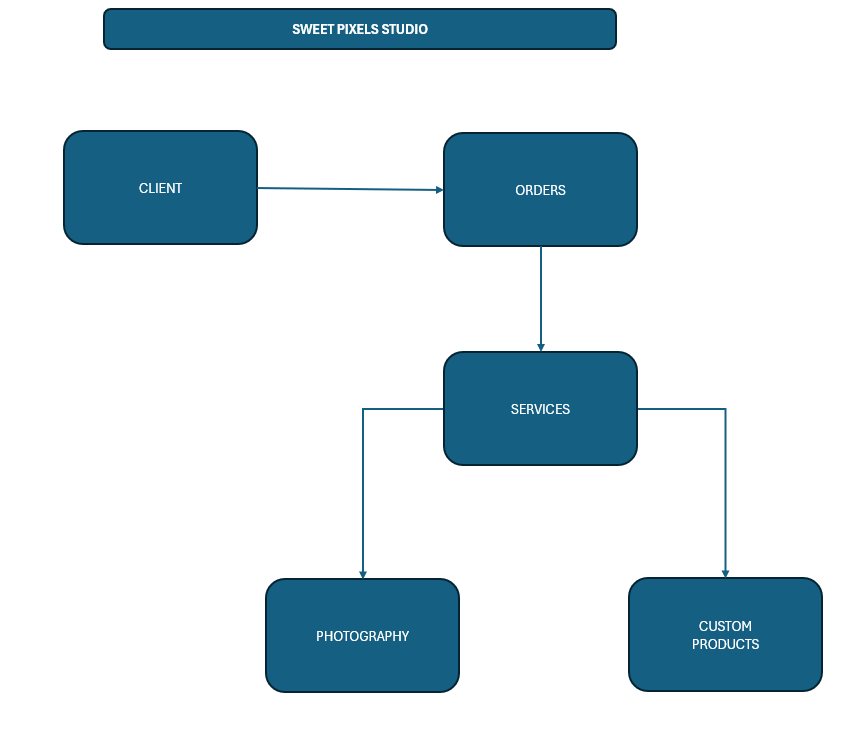 SWEET PIXELS STUDIO
CLIENT
ORDERS
SERVICES
PHOTOGRAPHY
CUSTOM
PRODUCTS